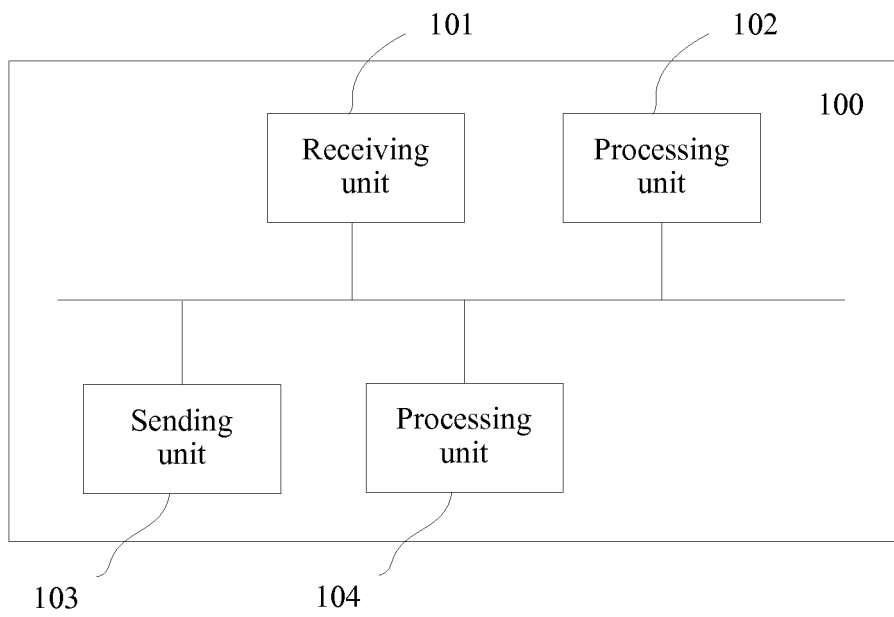 101
102
100
Receiving
unit
Processing
unit
Sending
unit
Processing
unit
103
104